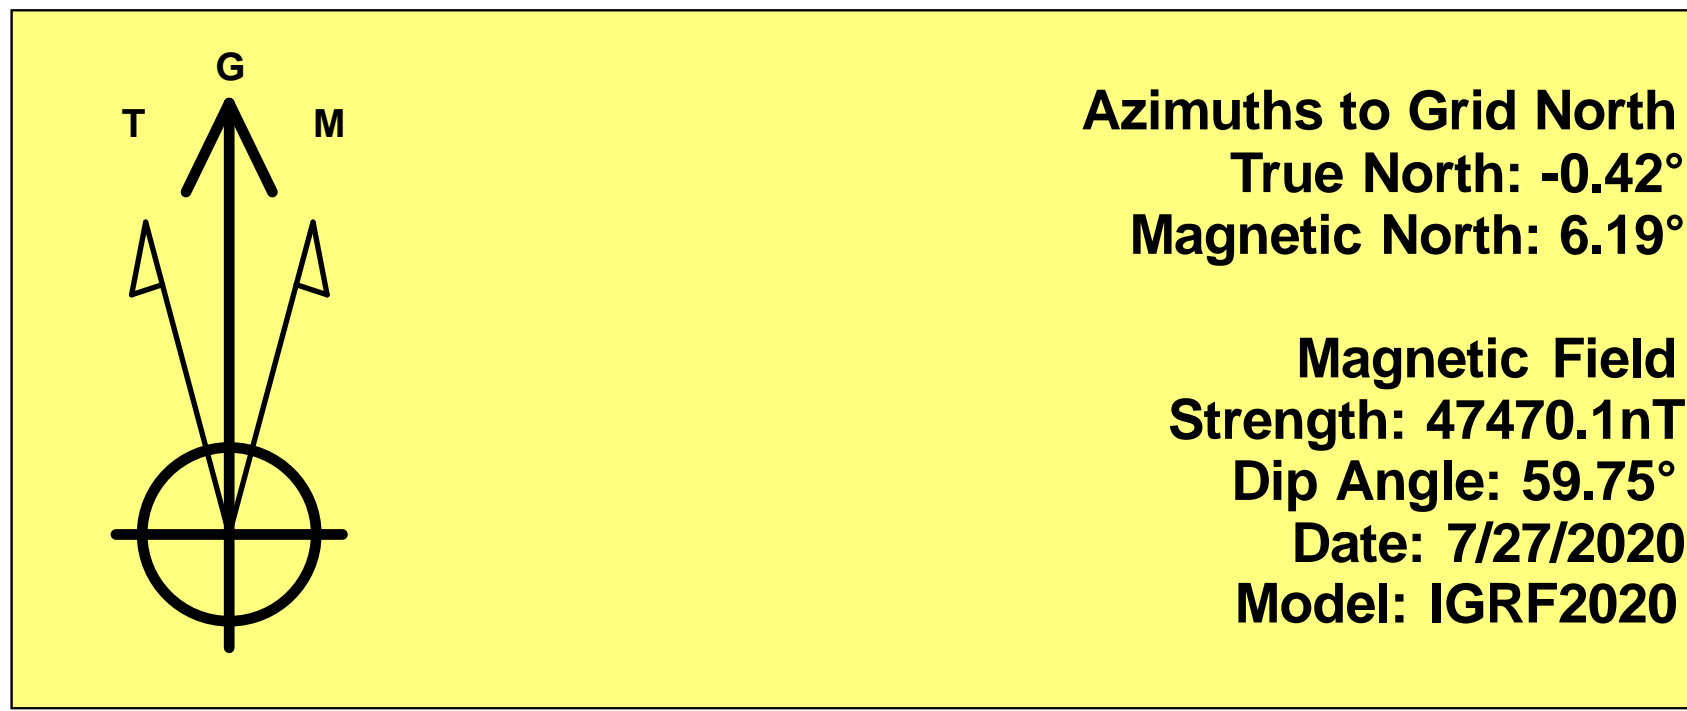 G
T
M
Azimuths to Grid North
True North: -0.42°
Magnetic North: 6.19°
Magnetic Field
Strength: 47470.1nT
Dip Angle: 59.75°
Date: 7/27/2020
Model: IGRF2020